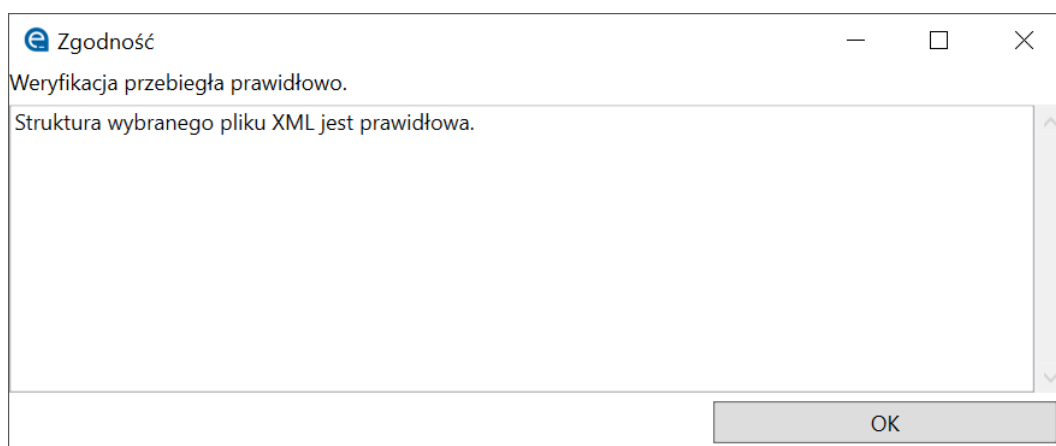 Zgodność
Weryfikacja przebiegła prawidłowo.
Struktura wybranego pliku XML jest prawidłowa.
OK